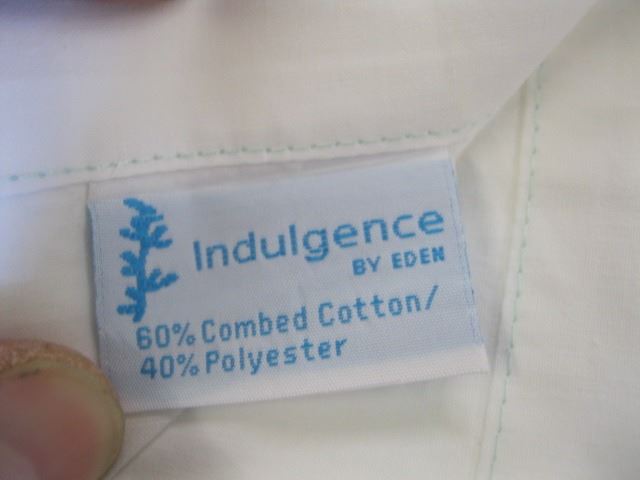 Indulgence
BY EDEN
60% Combed Cotton/
40% Polyester